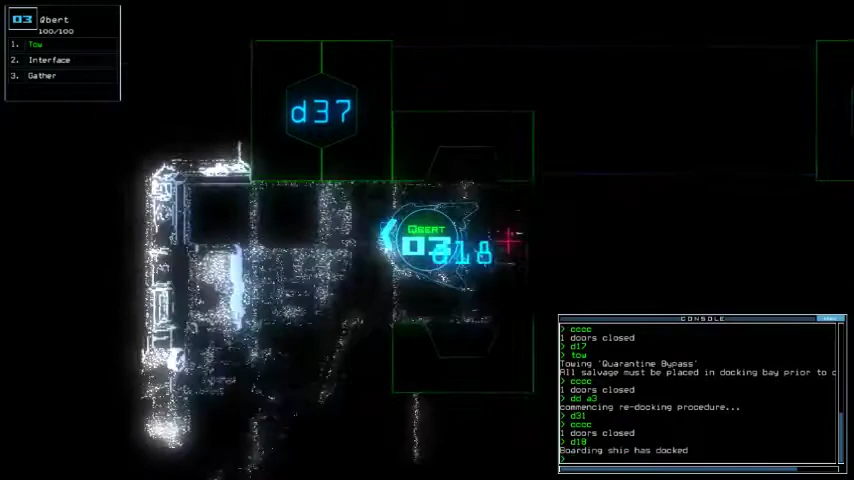 03 Qbert
100/100
1. Tow
2. Interface
3. Gather
d37
QBERT
03
d18
CONSOLE
> cccc
1 doors closed
> d17
> tow
Towing 'Quarantine Bypass'
All salvage must be placed in docking bay prior to
> cccc
1 doors closed
> dd a3
commencing re-docking procedure...
> d31
> cccc
1 doors closed
> d18
Boarding ship has docked
>